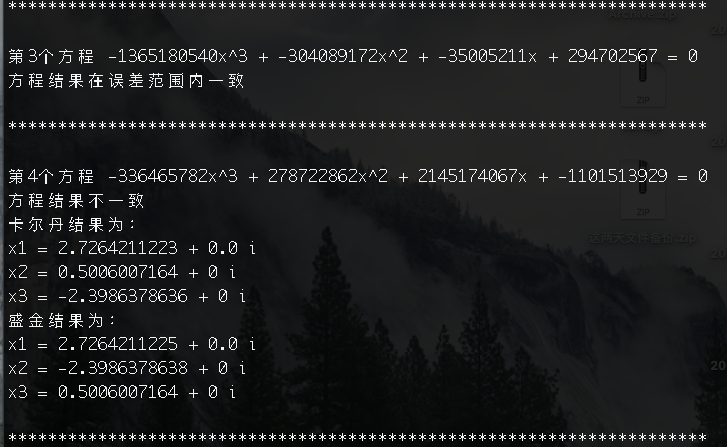 **********************************************************************
第3个方程 -1365180540x^3 + -304089172x^2 + -35005211x + 294702567 = 0
方程结果在误差范围内一致
**********************************************************************
第4个方程 -336465782x^3 + 278722862x^2 + 2145174067x + -1101513929 = 0
方程结果不一致
卡尔丹结果为:
x1 = 2.7264211223 + 0.0 i
x2 = 0.5006007164 + 0 i
x3 = -2.3986378636 + 0 i
盛金结果为:
x1 = 2.7264211225 + 0.0 i
x2 = -2.3986378638 + 0 i
x3 = 0.5006007164 + 0 i
**********************************************************************
ZIP
ZIP